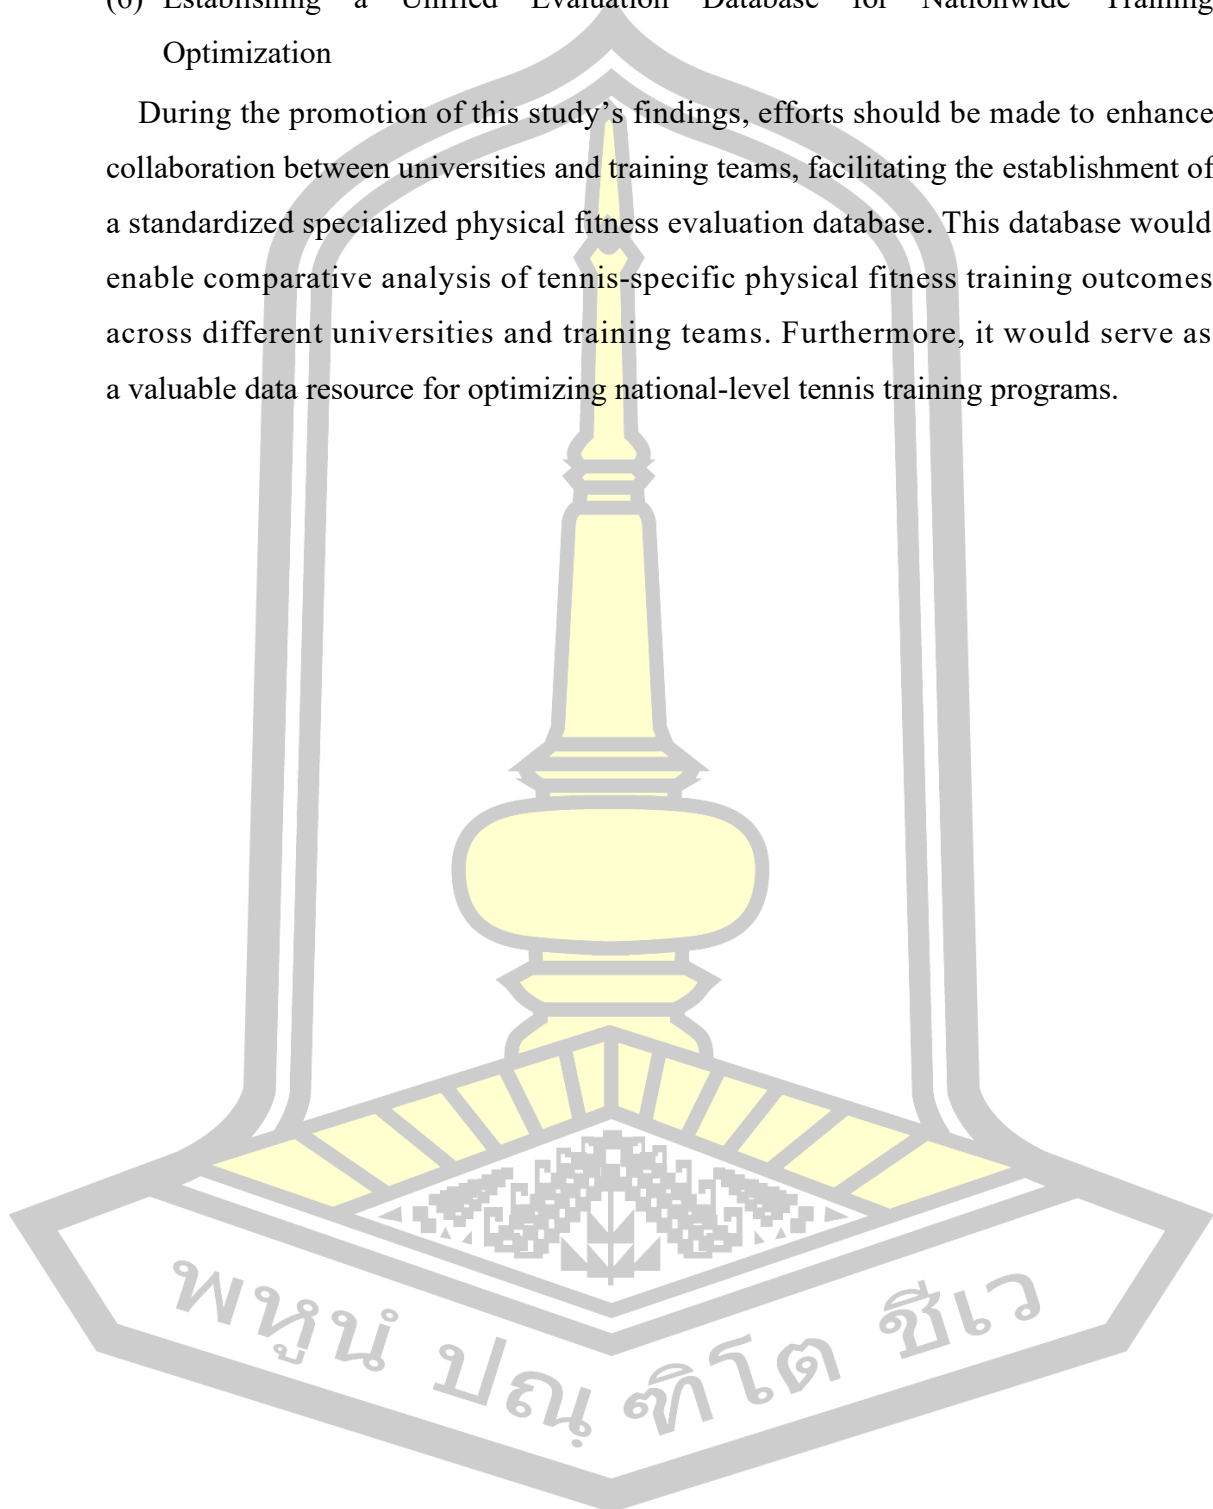 (6) Establishing a Unified Evaluation Database for Nationwide Training
Optimization
During the promotion of this study’s findings, efforts should be made to enhance
collaboration between universities and training teams, facilitating the establishment of
a standardized specialized physical fitness evaluation database. This database would
enable comparative analysis of tennis-specific physical fitness training outcomes
across different universities and training teams. Furthermore, it would serve as
a valuable data resource for optimizing national-level tennis training programs.
พหูนํ ปณฺฑิโต ชีเว